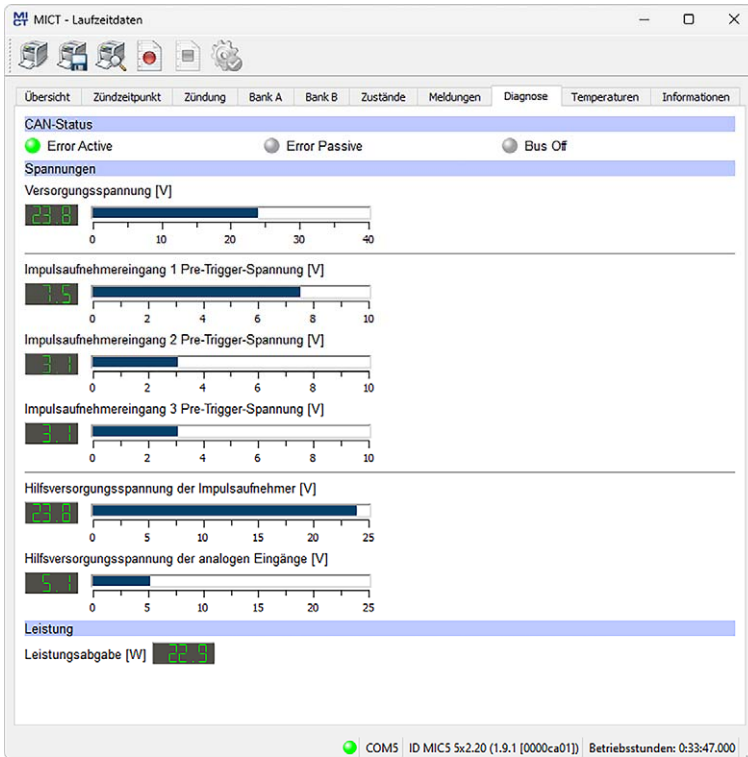 MICT - Laufzeitdaten
Übersicht Zündzeitpunkt Zündung Bank A Bank B Zustände Meldungen Diagnose Temperaturen Informationen
CAN-Status
Error Active Error Passive Bus Off
Spannungen
Versorgungsspannung [V]
23.8
0 10 20 30 40
Impulsaufnehmereingang 1 Pre-Trigger-Spannung [V]
7.5
0 2 4 6 8 10
Impulsaufnehmereingang 2 Pre-Trigger-Spannung [V]
3.1
0 2 4 6 8 10
Impulsaufnehmereingang 3 Pre-Trigger-Spannung [V]
3.1
0 2 4 6 8 10
Hilfsversorgungsspannung der Impulsaufnehmer [V]
23.8
0 5 10 15 20 25
Hilfsversorgungsspannung der analogen Eingänge [V]
5.1
0 5 10 15 20 25
Leistung
Leistungsabgabe [W] 22.9
COM5 ID MIC5 5x2.20 (1.9.1 [0000ca01]) Betriebsstunden: 0:33:47.000